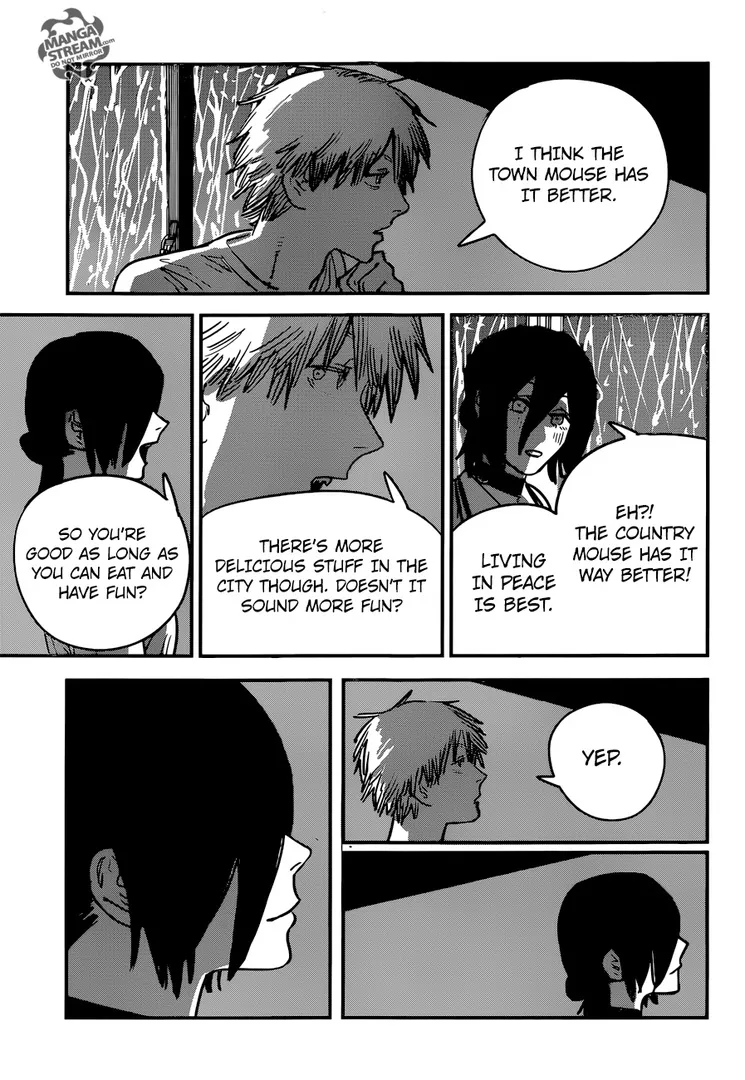 MANGA
STREAM.com
DO NOT MIRROR
I THINK THE
TOWN MOUSE HAS
IT BETTER.
EH?!
THE COUNTRY
MOUSE HAS IT
WAY BETTER!
LIVING
IN PEACE
IS BEST.
THERE'S MORE
DELICIOUS STUFF IN THE
CITY THOUGH. DOESN'T IT
SOUND MORE FUN?
SO YOU'RE
GOOD AS LONG AS
YOU CAN EAT AND
HAVE FUN?
YEP.